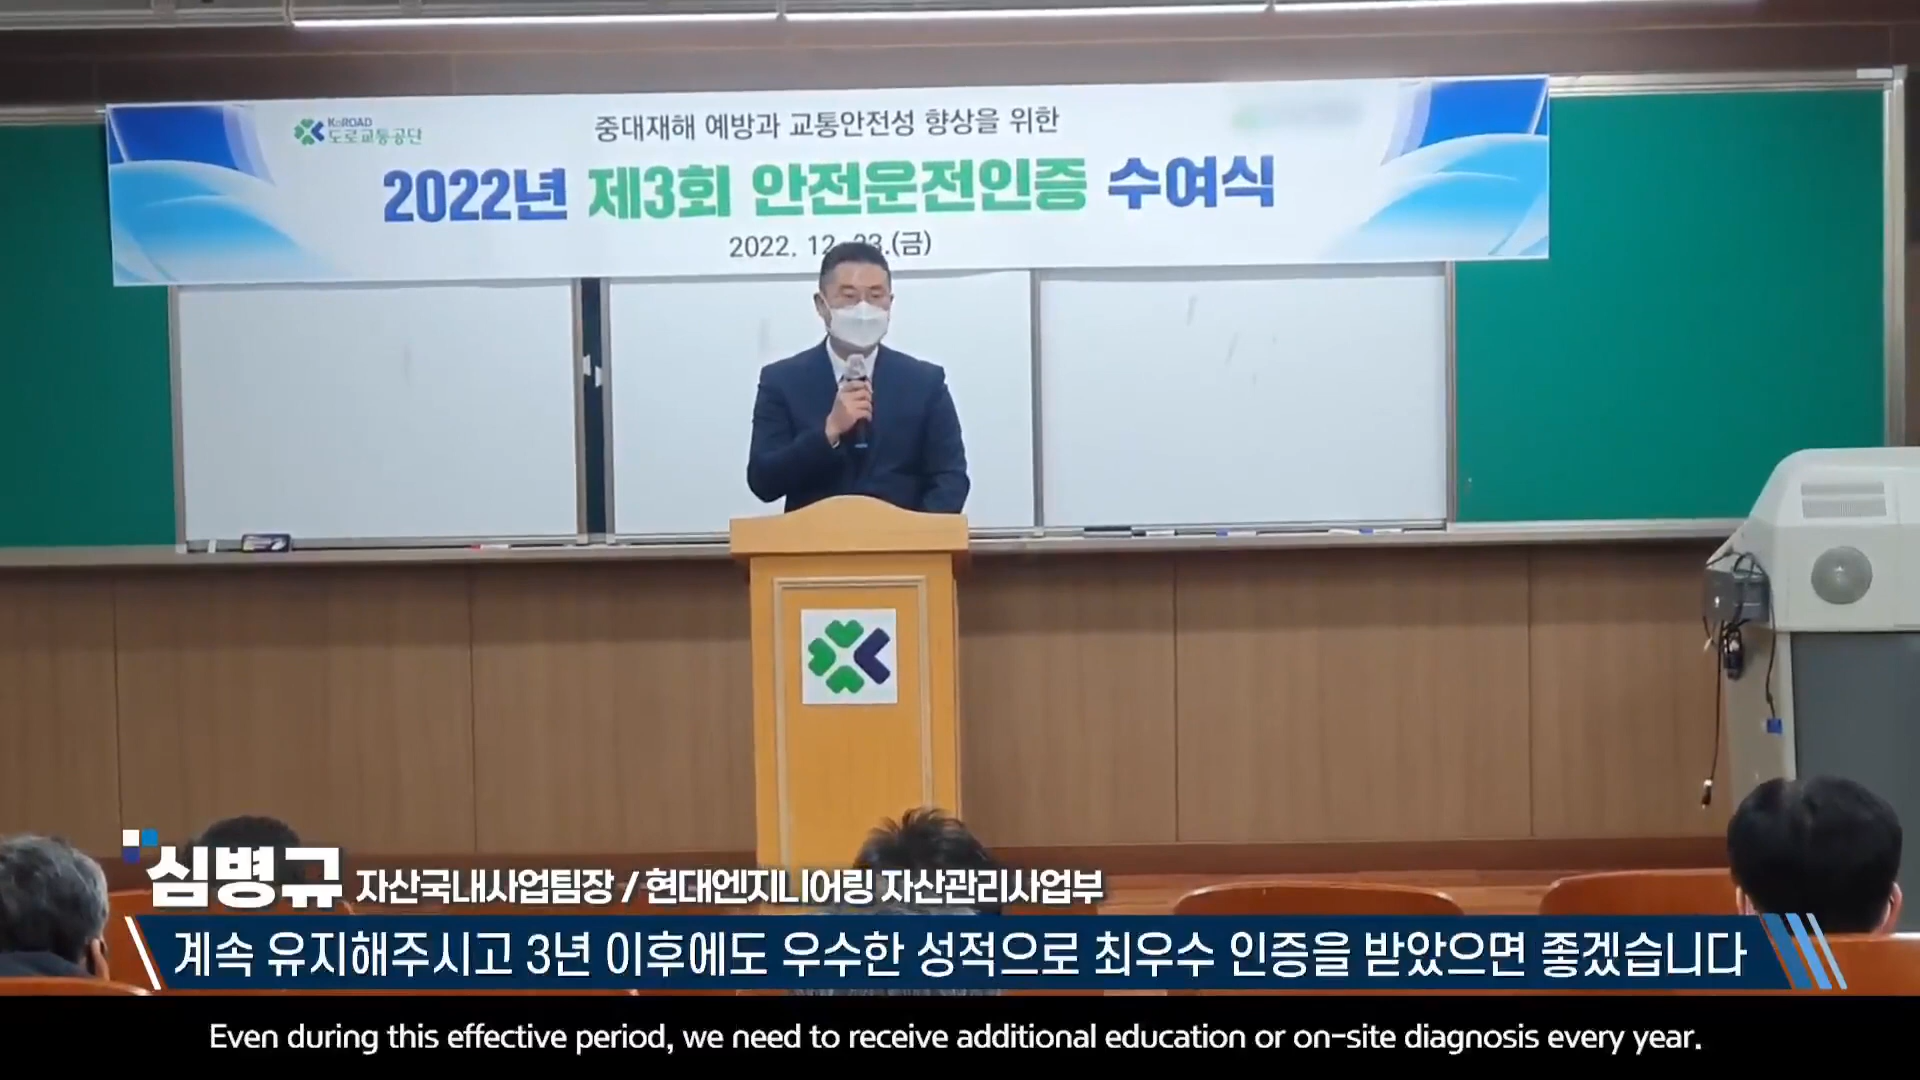 KoROAD
도로교통공단
중대재해 예방과 교통안전성 향상을 위한
2022년 제3회 안전운전인증 수여식
2022. 12. 23.(금)
심병규 자산국내사업팀장 / 현대엔지니어링 자산관리사업부
계속 유지해주시고 3년 이후에도 우수한 성적으로 최우수 인증을 받았으면 좋겠습니다
Even during this effective period, we need to receive additional education or on-site diagnosis every year.